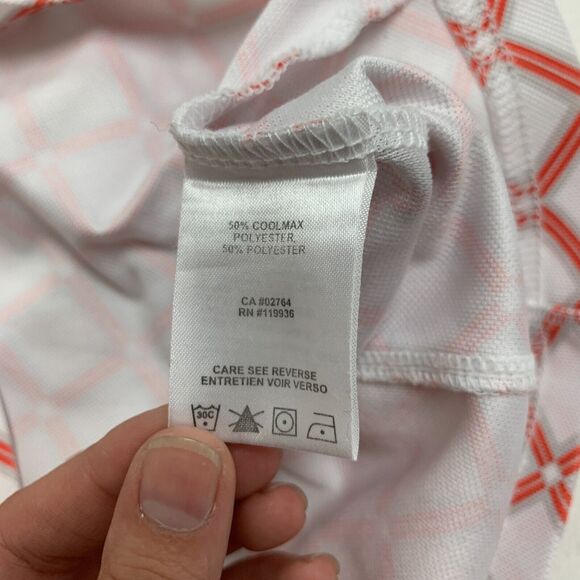 50% COOLMAX
POLYESTER,
50% POLYESTER
CA #02764
RN #119936
CARE SEE REVERSE
ENTRETIEN VOIR VERSO
30C